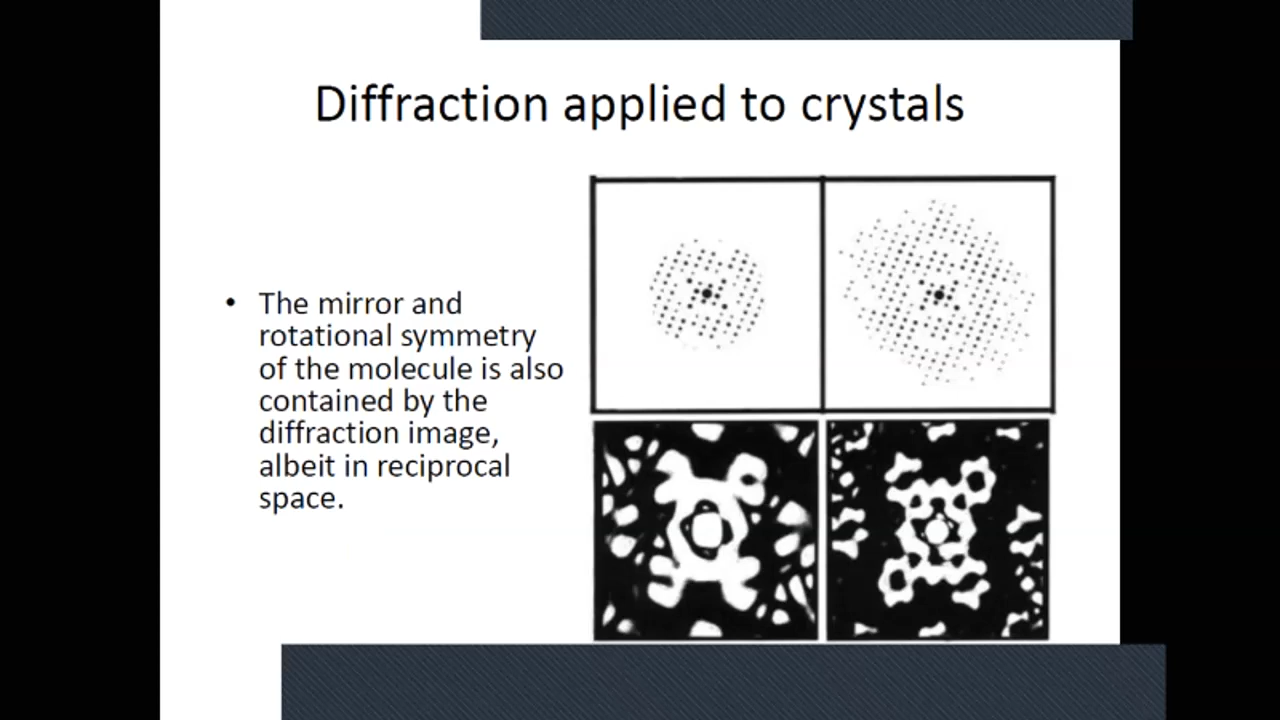 Diffraction applied to crystals
• The mirror and
rotational symmetry
of the molecule is also
contained by the
diffraction image,
albeit in reciprocal
space.